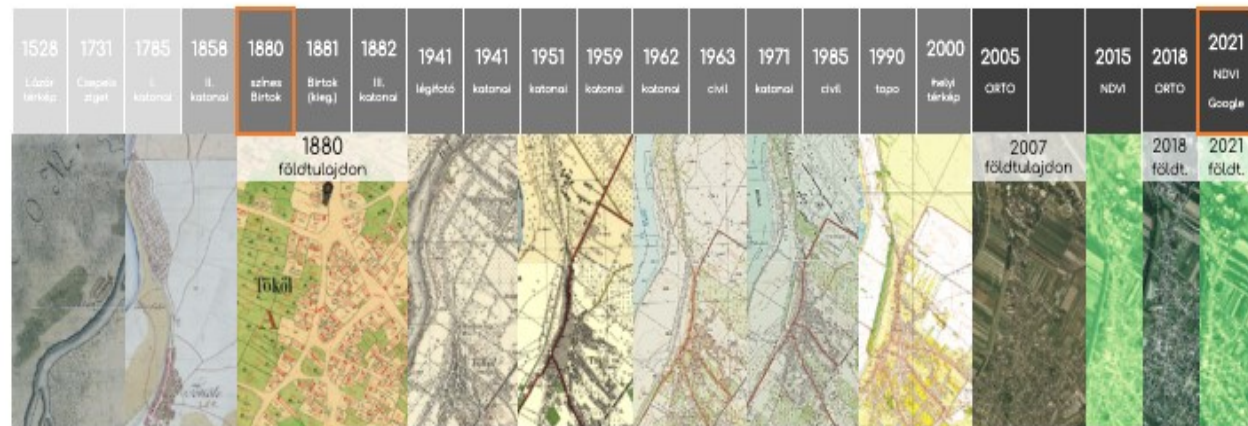 1528
Lázár
térkép
1731
Csepele
sziget
1785
I.
katonai
1858
II.
katonai
1880
színes
Birtok
1881
Birtok
(kieg.)
1882
III.
katonai
1941
légifotó
1941
katonai
1951
katonai
1959
katonai
1962
katonai
1963
civil
1971
katonai
1985
civil
1990
topo
2000
helyi
térkép
2005
ORTO
2015
NDVI
2018
ORTO
2021
NDVI
Google
1880
földtulajdon
2007
földtulajdon
2018
földt.
2021
földt.
Tököl
A